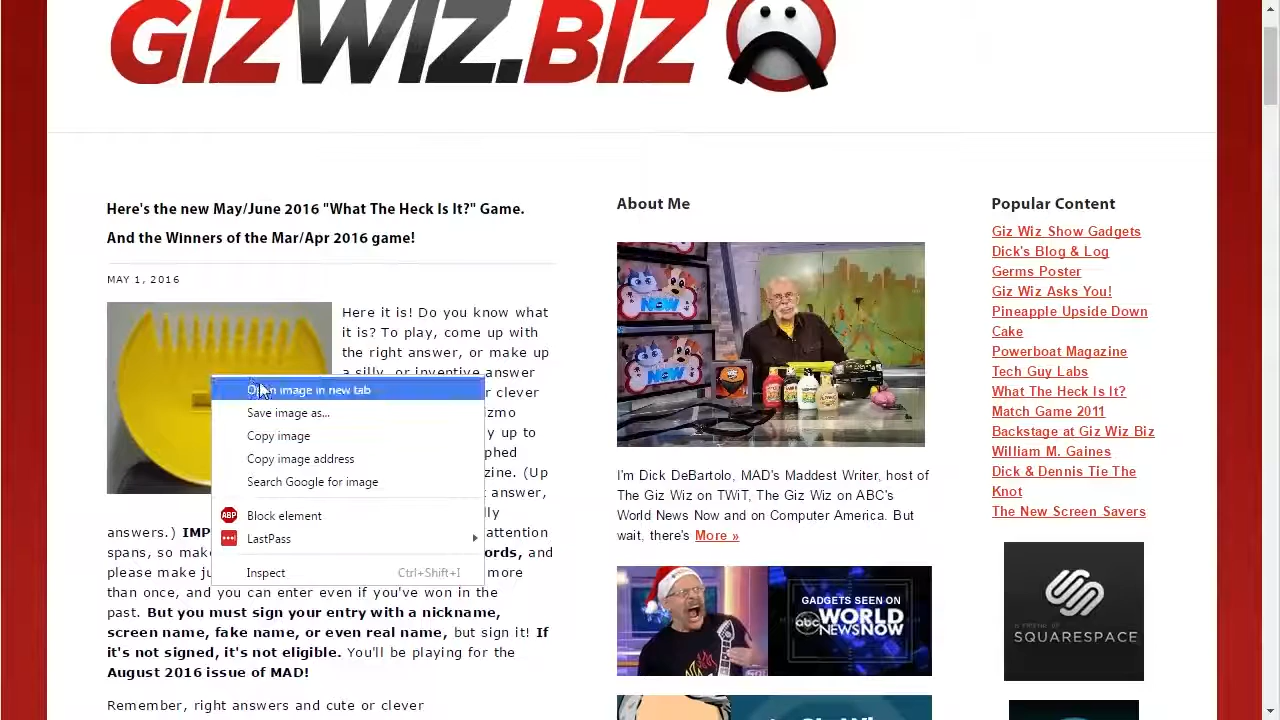 GIZWIZ.BIZ
Here's the new May/June 2016 "What The Heck Is It?" Game.
And the Winners of the Mar/Apr 2016 game!
MAY 1, 2016
Here it is! Do you know what
it is? To play, come up with
the right answer, or make up
a silly, or inventive answer
r clever
zmo
y up to
phed
zine. (Up
t answer,
lly
answers.) IMP
attention
spans, so mak
ords, and
please make ju
more
than once, and you can enter even if you've won in the
past. But you must sign your entry with a nickname,
screen name, fake name, or even real name, but sign it! If
it's not signed, it's not eligible. You'll be playing for the
August 2016 issue of MAD!
Remember, right answers and cute or clever
Open image in new tab
Save image as...
Copy image
Copy image address
Search Google for image
ABP Block element
LastPass
Inspect Ctrl+Shift+I
About Me
NOW
NOW
I'm Dick DeBartolo, MAD's Maddest Writer, host of
The Giz Wiz on TWiT, The Giz Wiz on ABC's
World News Now and on Computer America. But
wait, there's More »
GADGETS SEEN ON
abc WORLD
NEWS NOW
Popular Content
Giz Wiz Show Gadgets
Dick's Blog & Log
Germs Poster
Giz Wiz Asks You!
Pineapple Upside Down
Cake
Powerboat Magazine
Tech Guy Labs
What The Heck Is It?
Match Game 2011
Backstage at Giz Wiz Biz
William M. Gaines
Dick & Dennis Tie The
Knot
The New Screen Savers
A FRIEND OF
SQUARESPACE